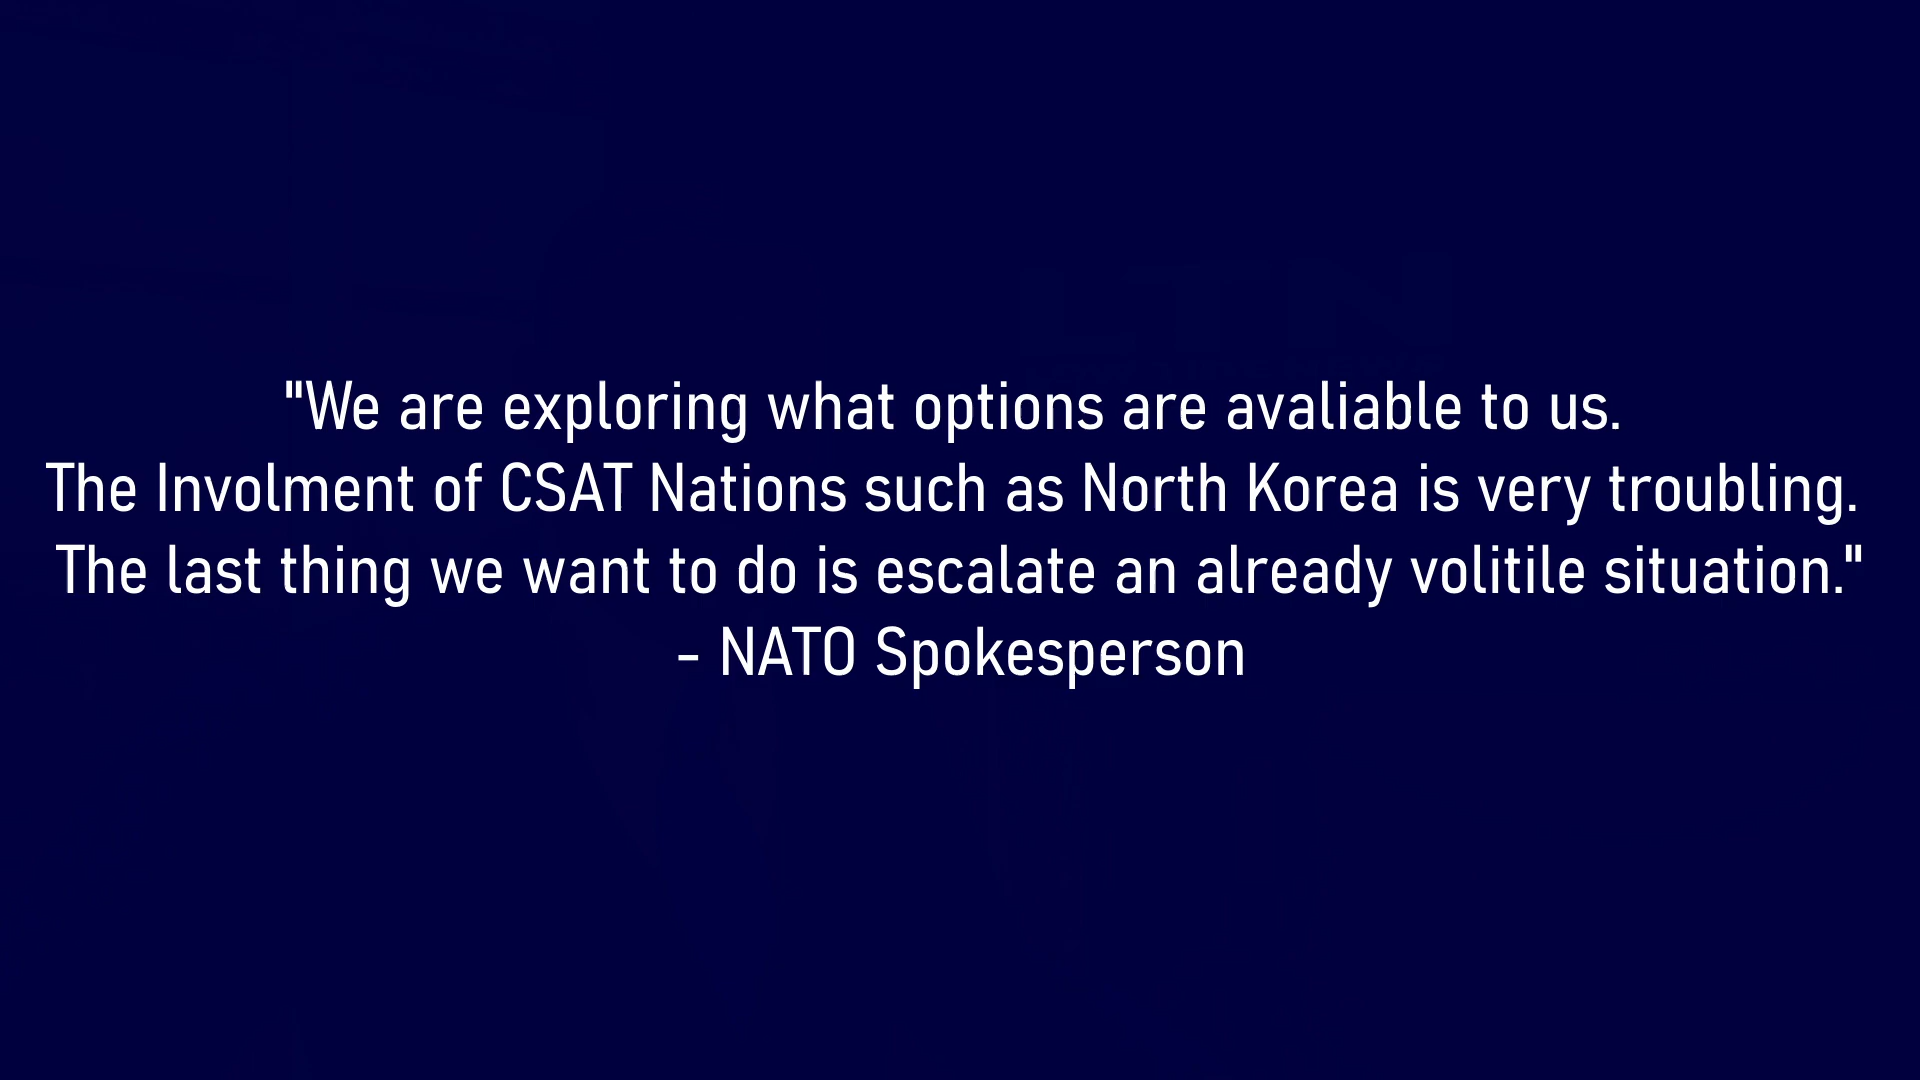 "We are exploring what options are avaliable to us.
The Involment of CSAT Nations such as North Korea is very troubling.
The last thing we want to do is escalate an already volitile situation."
- NATO Spokesperson